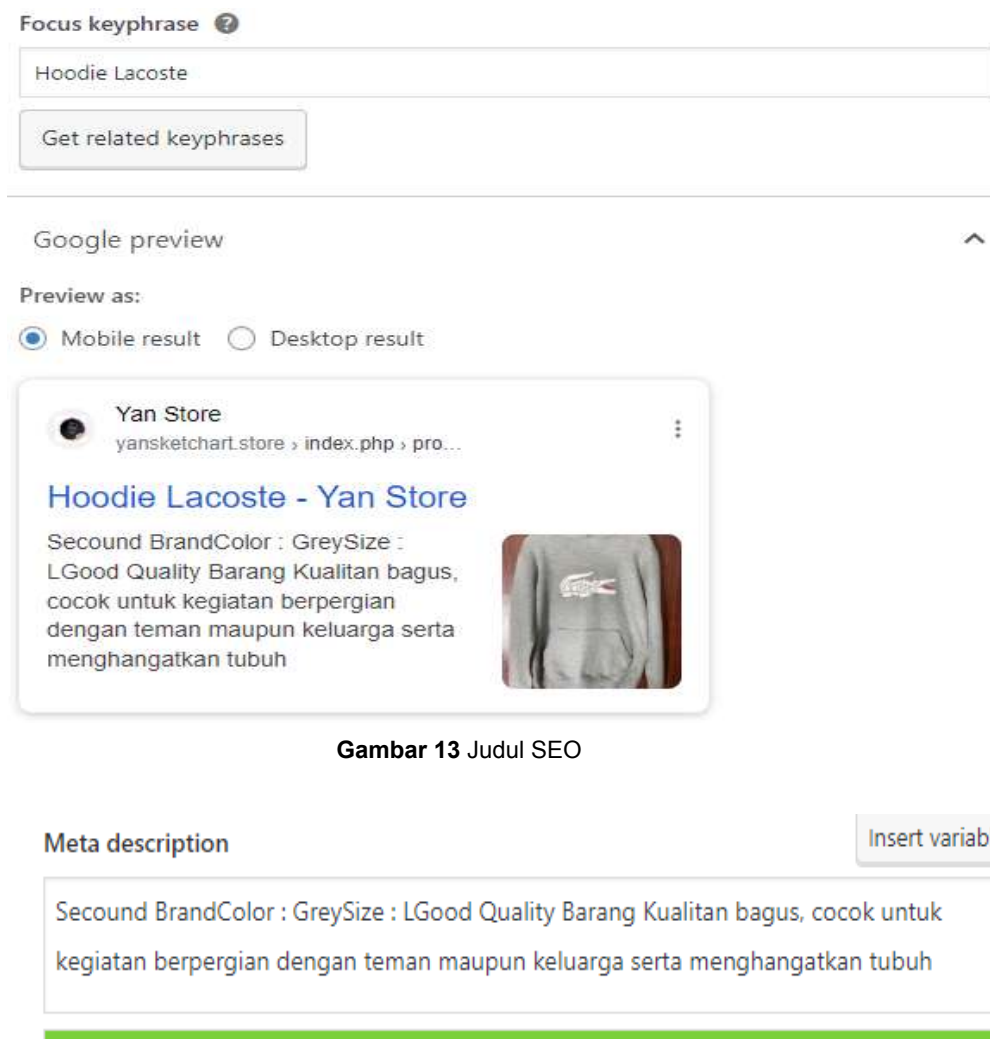 Focus keyphrase
Hoodie Lacoste
Get related keyphrases
Google preview
Preview as:
Mobile result Desktop result
Yan Store
yansketchart.store › index.php › pro...
Hoodie Lacoste - Yan Store
Secound BrandColor : GreySize :
LGood Quality Barang Kualitan bagus,
cocok untuk kegiatan berpergian
dengan teman maupun keluarga serta
menghangatkan tubuh
Gambar 13 Judul SEO
Meta description
Insert variab
Secound BrandColor : GreySize : LGood Quality Barang Kualitan bagus, cocok untuk
kegiatan berpergian dengan teman maupun keluarga serta menghangatkan tubuh